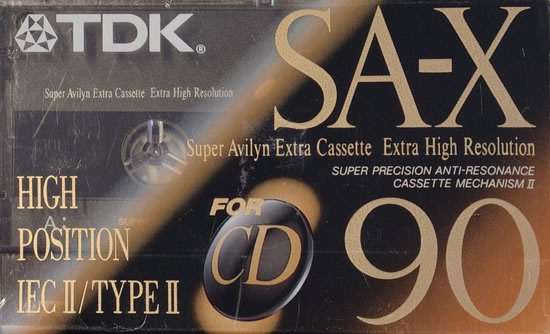 TDK®
SA-X
Super Avilyn Extra Cassette Extra High Resolution
Super Avilyn Extra Cassette Extra High Resolution
SUPER PRECISION ANTI-RESONANCE
CASSETTE MECHANISM II
HIGH
POSITION
IEC II/TYPE II
FOR
CD
90